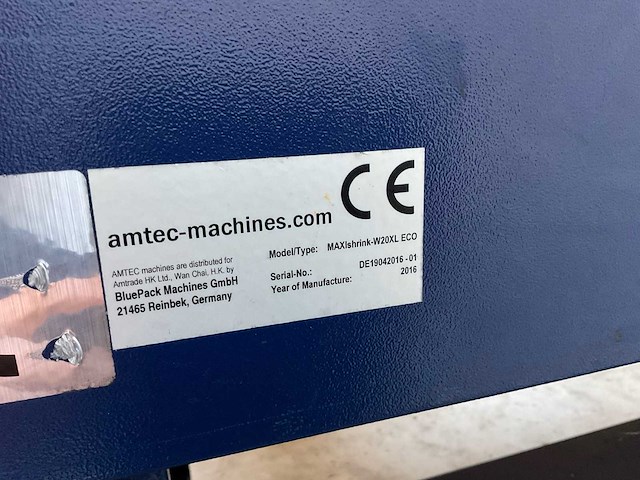 CE
amtec-machines.com
AMTEC machines are distributed for
Amtrade HK Ltd., Wan Chai, H.K. by
BluePack Machines GmbH
21465 Reinbek, Germany
Model/Type: MAXIshrink-W20XL ECO
Serial-No.: DE19042016 - 01
Year of Manufacture: 2016